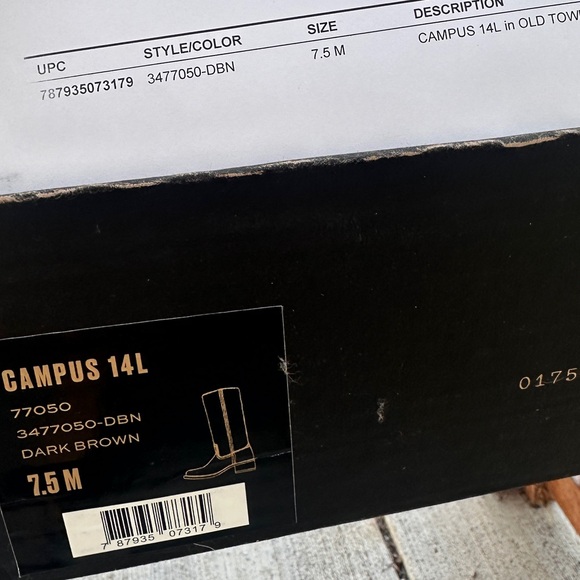 UPC STYLE/COLOR SIZE DESCRIPTION
787935073179 3477050-DBN 7.5 M CAMPUS 14L in OLD TOW
CAMPUS 14L
77050
3477050-DBN
DARK BROWN
7.5 M
7 87935 07317 9
0175